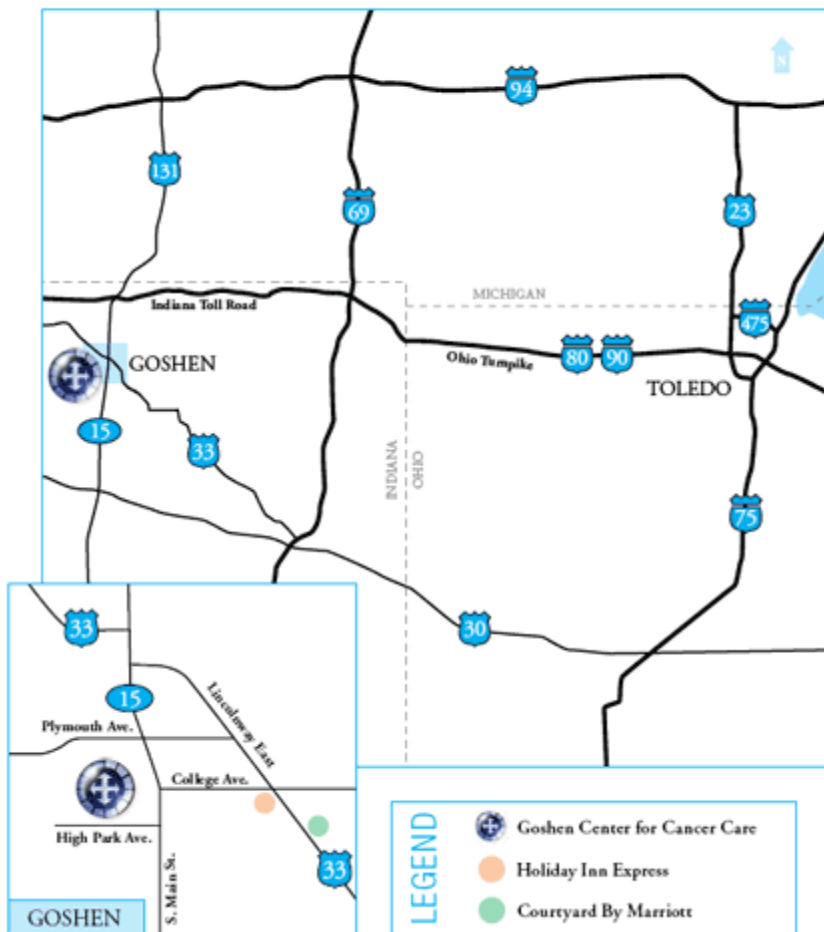 N
94
131
69
23
MICHIGAN
Indiana Toll Road
475
Ohio Turnpike
80
90
GOSHEN
TOLEDO
15
33
INDIANA
OHIO
75
30
33
15
Lincolnway East
Plymouth Ave.
College Ave.
High Park Ave.
S. Main St.
33
GOSHEN
LEGEND
Goshen Center for Cancer Care
Holiday Inn Express
Courtyard By Marriott